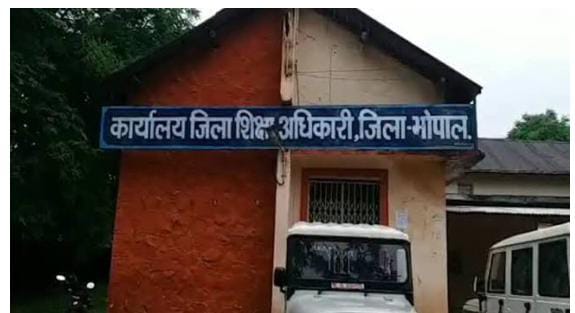 कार्यालय जिला शिक्षा अधिकारी,जिला-भोपाल.